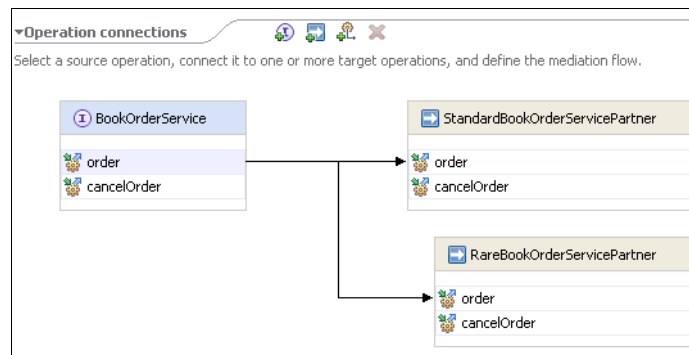 Operation connections
Select a source operation, connect it to one or more target operations, and define the mediation flow.
I BookOrderService
order
cancelOrder
StandardBookOrderServicePartner
order
cancelOrder
RareBookOrderServicePartner
order
cancelOrder